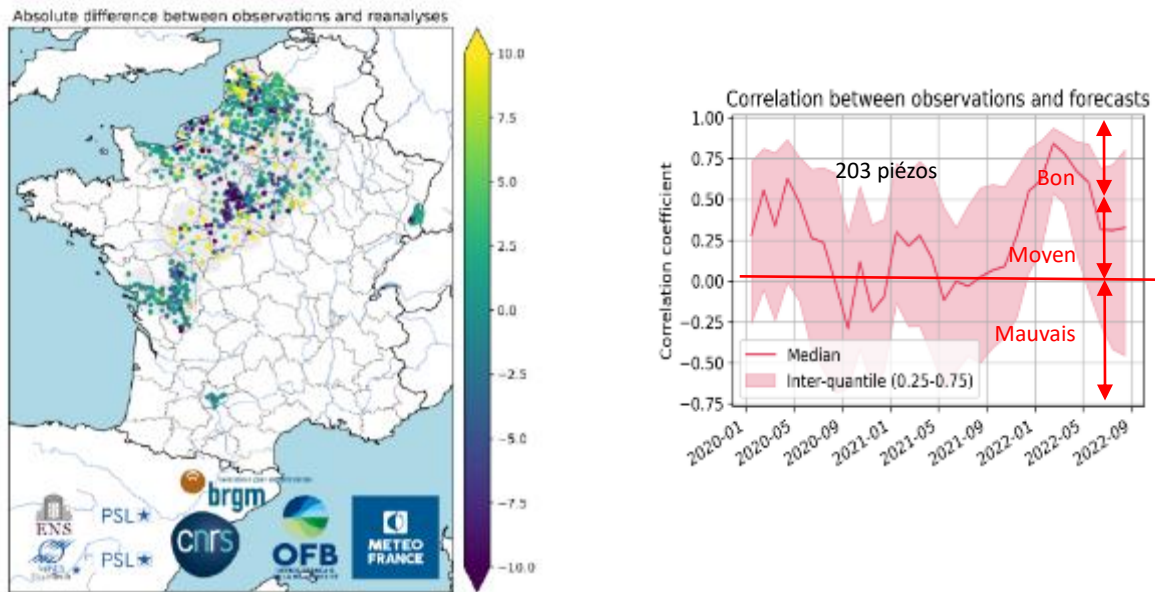 Absolute difference between observations and reanalyses
10.0
7.5
5.0
2.5
0.0
−2.5
−5.0
−7.5
−10.0
brgm
ENS
PSL
PSL
cnrs
OFB
METEO
FRANCE
Correlation between observations and forecasts
Correlation coefficient
1.00
0.75
0.50
0.25
0.00
−0.25
−0.50
−0.75
203 piézos
Bon
Moyen
Mauvais
Median
Inter-quantile (0.25-0.75)
2020-01
2020-05
2020-09
2021-01
2021-05
2021-09
2022-01
2022-05
2022-09